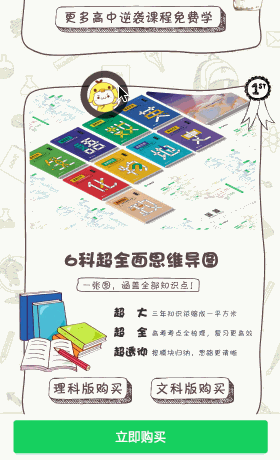 更多高中逆袭课程免费学
1ST
6科超全面思维导图
一张图，涵盖全部知识点！
超 大 三年知识浓缩成一平方米
超 全 高考考点全梳理，复习更高效
超透彻 按模块归纳，思路更清晰
理科版购买
文科版购买
立即购买